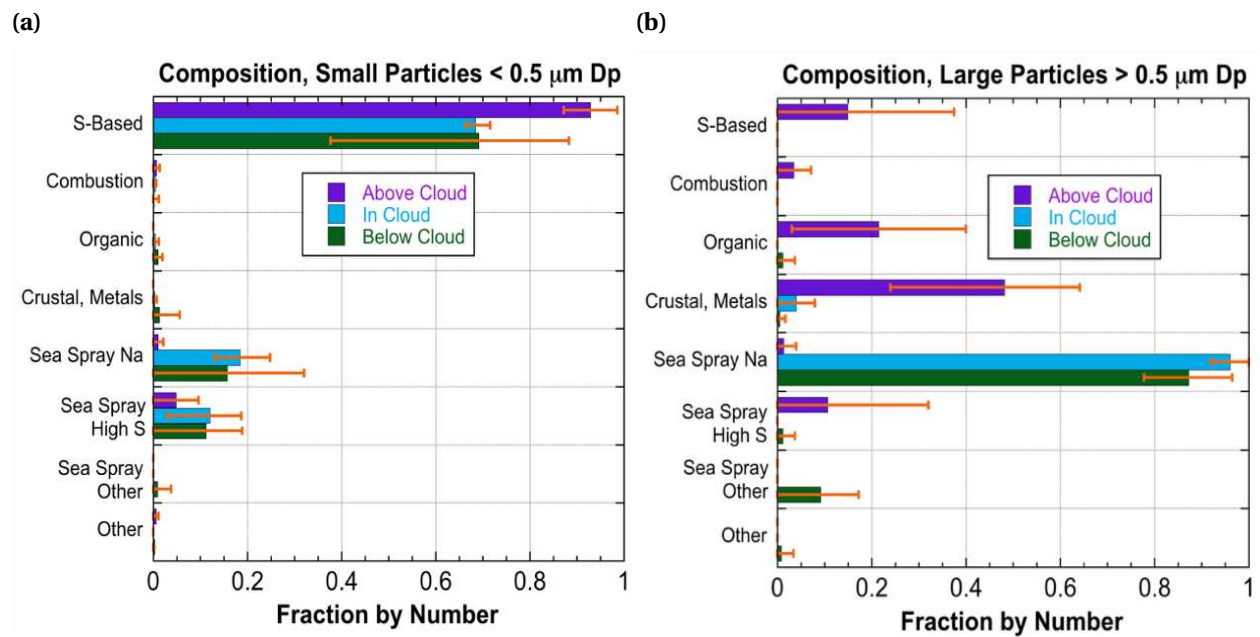 (a)
Composition, Small Particles < 0.5 μm Dp
S-Based
Combustion
Organic
Crustal, Metals
Sea Spray Na
Sea Spray
High S
Sea Spray
Other
Other
Above Cloud
In Cloud
Below Cloud
0 0.2 0.4 0.6 0.8 1
Fraction by Number
(b)
Composition, Large Particles > 0.5 μm Dp
S-Based
Combustion
Organic
Crustal, Metals
Sea Spray Na
Sea Spray
High S
Sea Spray
Other
Other
Above Cloud
In Cloud
Below Cloud
0 0.2 0.4 0.6 0.8 1
Fraction by Number